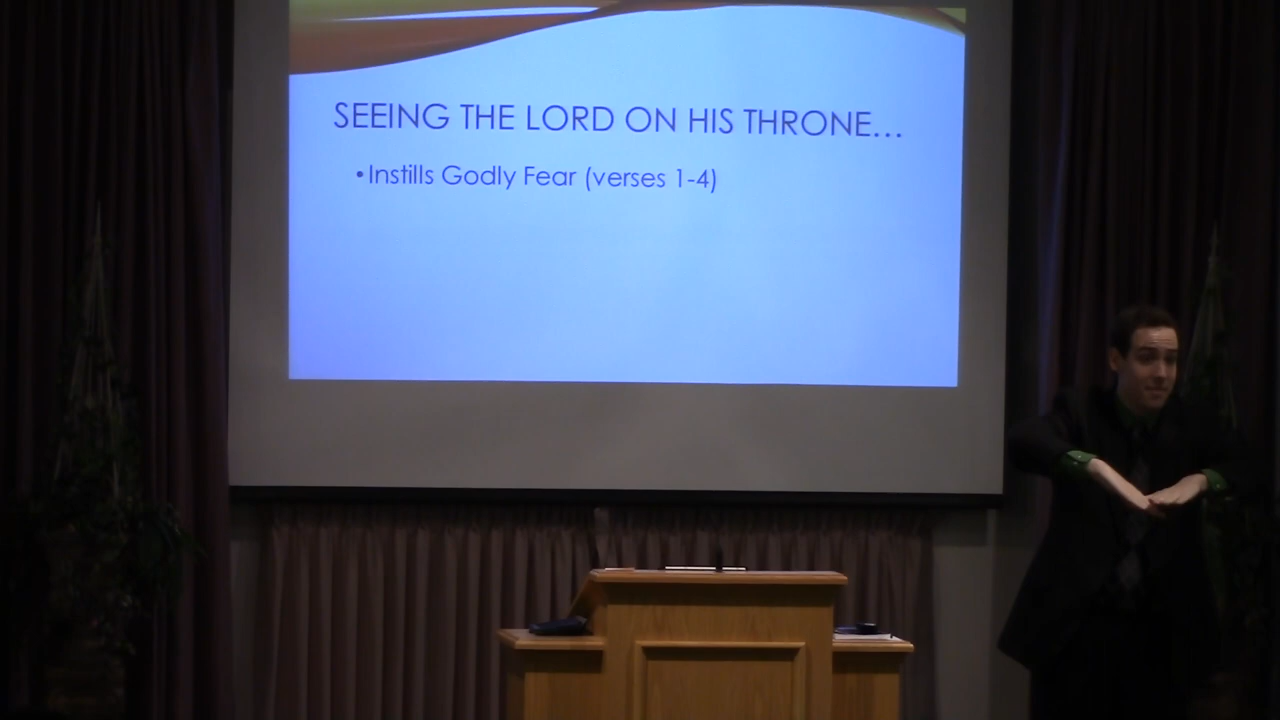 SEEING THE LORD ON HIS THRONE...
•Instills Godly Fear (verses 1-4)